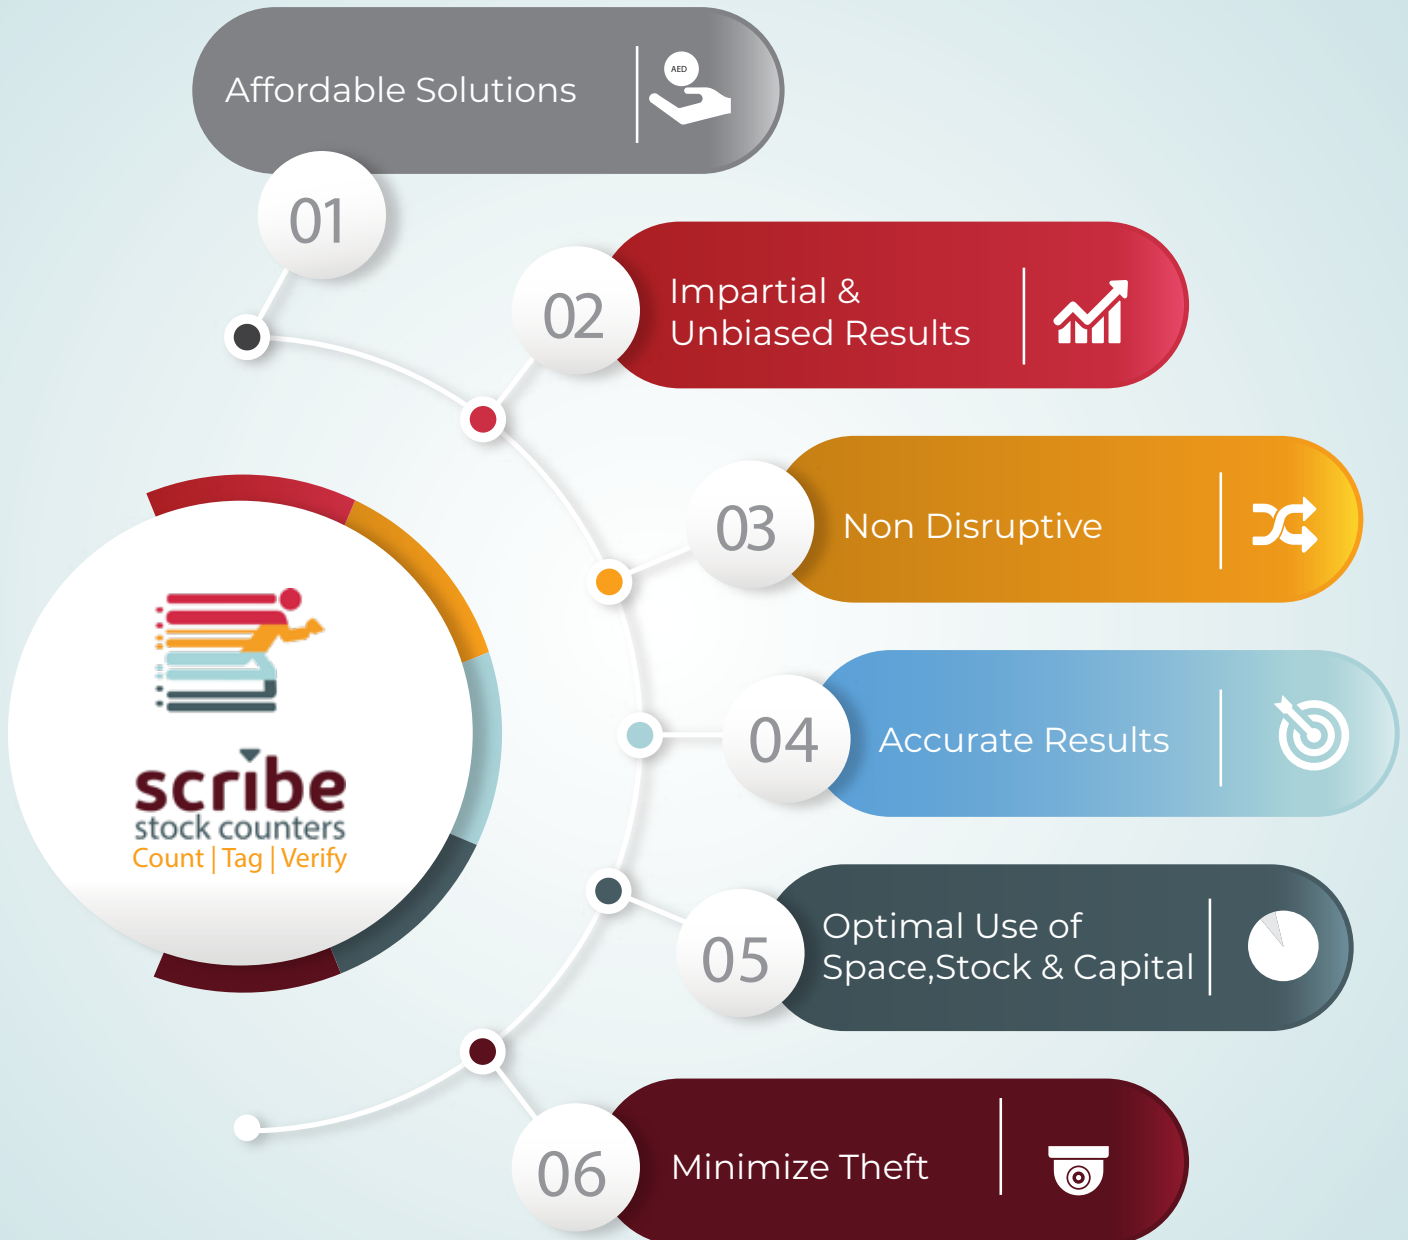 Affordable Solutions
AED
01
02
Impartial &
Unbiased Results
03
Non Disruptive
04
Accurate Results
scribe
stock counters
Count | Tag | Verify
05
Optimal Use of
Space,Stock & Capital
06
Minimize Theft